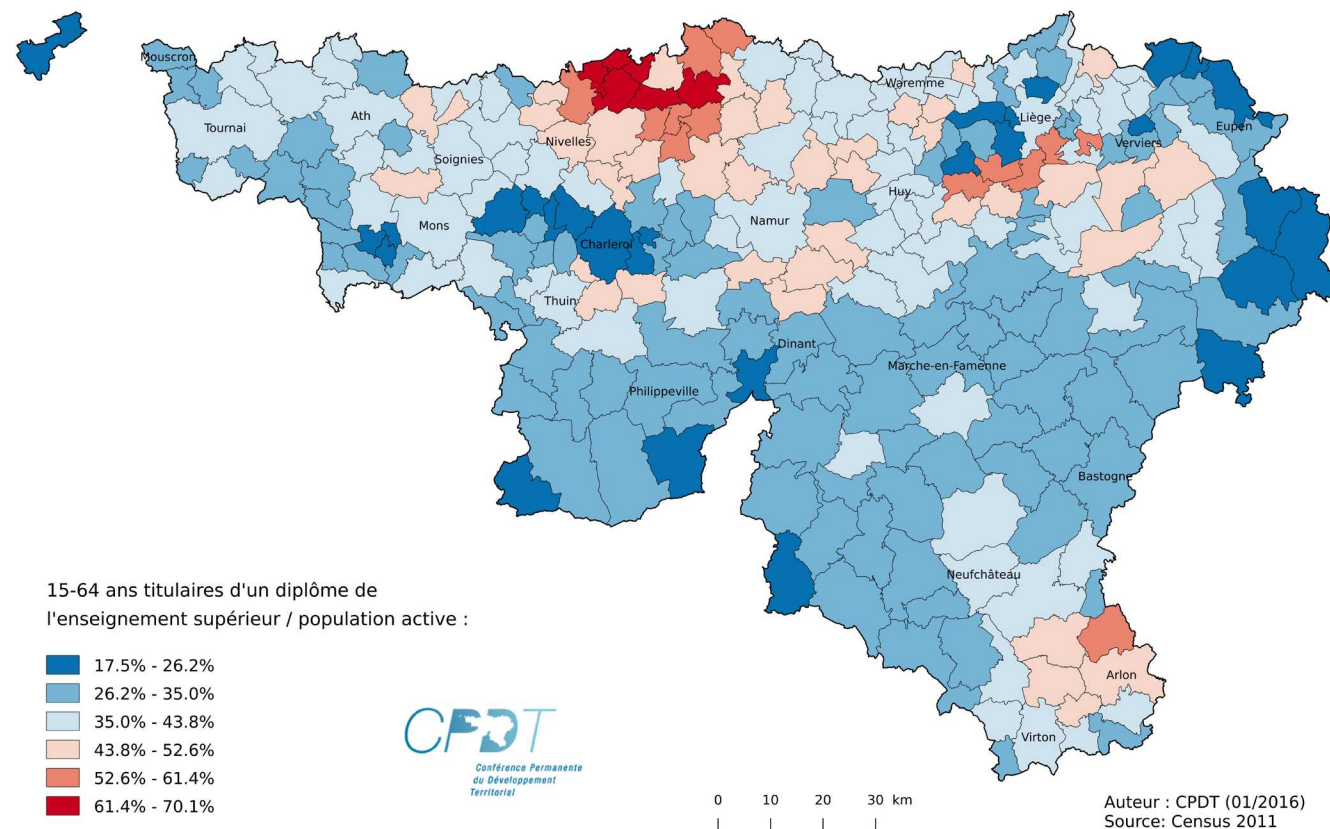 Mouscron
Waremme
Ath
Liège
Tournai
Eupen
Nivelles
Verviers
Soignies
Huy
Namur
Mons
Charleroi
Thuin
Dinant
Marche-en-Famenne
Philippeville
Bastogne
Neufchâteau
Arlon
Virton
15-64 ans titulaires d'un diplôme de
l'enseignement supérieur / population active :
17.5% - 26.2%
26.2% - 35.0%
35.0% - 43.8%
43.8% - 52.6%
52.6% - 61.4%
61.4% - 70.1%
CPDT
Conférence Permanente
du Développement
Territorial
0 10 20 30 km
Auteur : CPDT (01/2016)
Source: Census 2011